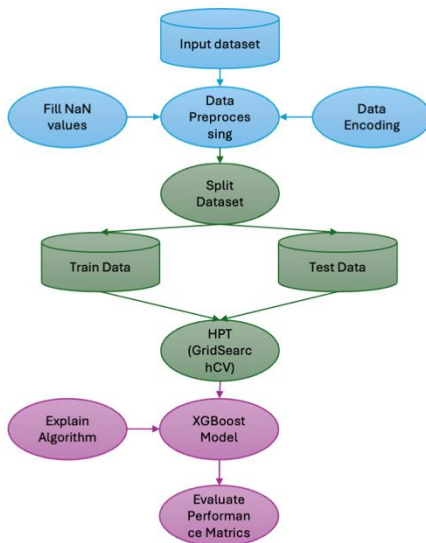 Input dataset
Fill NaN
values
Data
Preproces
sing
Data
Encoding
Split
Dataset
Train Data
Test Data
HPT
(GridSearc
hCV)
Explain
Algorithm
XGBoost
Model
Evaluate
Performan
ce Matrics